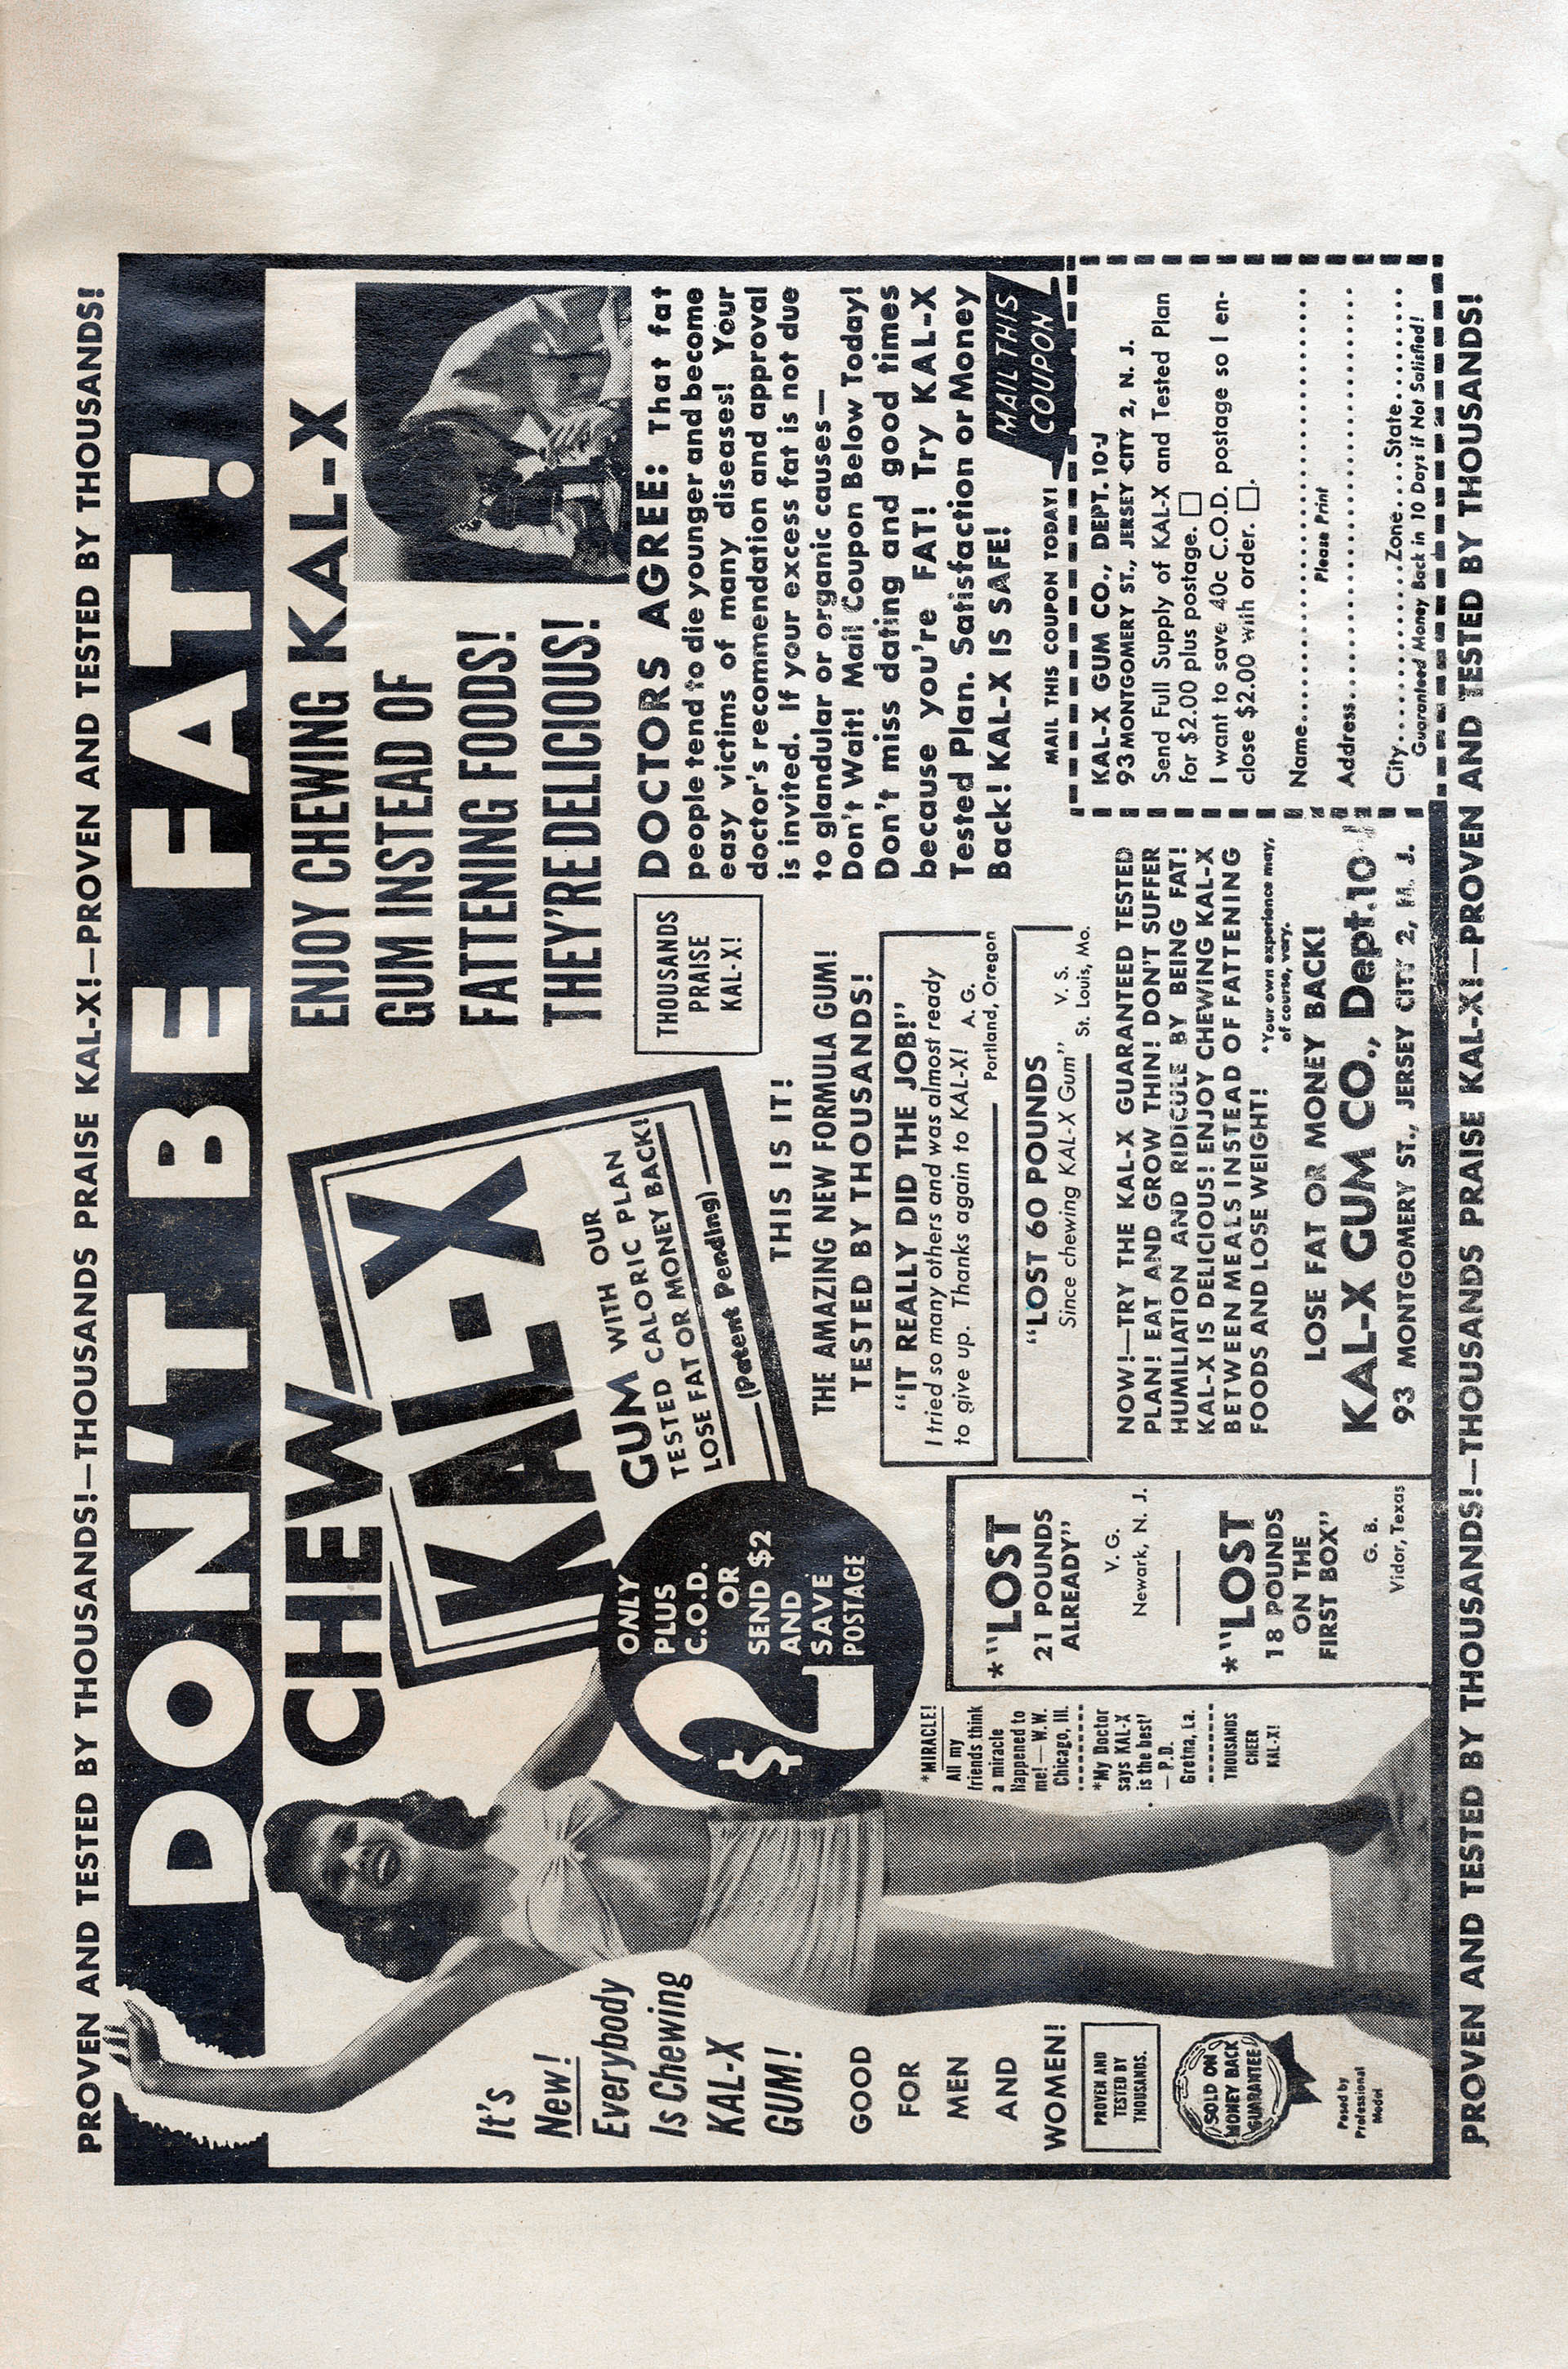 PROVEN AND TESTED BY THOUSANDS!—THOUSANDS PRAISE KAL-X!—PROVEN AND TESTED BY THOUSANDS!
DON'T BE FAT!
CHEW
KAL-X
GUM WITH OUR
TESTED CALORIC PLAN
LOSE FAT OR MONEY BACK!
(Patent Pending)
ENJOY CHEWING KAL-X
GUM INSTEAD OF
FATTENING FOODS!
THEY'RE DELICIOUS!
It's
New!
Everybody
Is Chewing
KAL-X
GUM!
GOOD
FOR
MEN
AND
WOMEN!
PROVEN AND
TESTED BY
THOUSANDS.
SOLD ON
MONEY BACK
GUARANTEE
Posed by
Professional
Model
$2
ONLY
PLUS
C.O.D.
OR
SEND $2
AND
SAVE
POSTAGE
*MIRACLE!
All my
friends think
a miracle
happened to
me!—W.W.
Chicago, Ill.
*My Doctor
says KAL-X
is the best'
— P.D.
Gretna, La.
THOUSANDS
CHEER
KAL-X!
*"LOST
21 POUNDS
ALREADY"
V. G.
Newark, N. J.
*"LOST
18 POUNDS
ON THE
FIRST BOX"
G. B.
Vidor, Texas
THIS IS IT!
THE AMAZING NEW FORMULA GUM!
TESTED BY THOUSANDS!
"IT REALLY DID THE JOB!"
I tried so many others and was almost ready
to give up. Thanks again to KAL-X! A. G.
Portland, Oregon
"LOST 60 POUNDS
Since chewing KAL-X Gum" V. S.
St. Louis, Mo.
NOW!—TRY THE KAL-X GUARANTEED TESTED
PLAN! EAT AND GROW THIN! DON'T SUFFER
HUMILIATION AND RIDICULE BY BEING FAT!
KAL-X IS DELICIOUS! ENJOY CHEWING KAL-X
BETWEEN MEALS INSTEAD OF FATTENING
FOODS AND LOSE WEIGHT!
*Your own experience may,
of course, vary.
LOSE FAT OR MONEY BACK!
KAL-X GUM CO., Dept.10J
93 MONTGOMERY ST., JERSEY CITY 2, N. J.
THOUSANDS
PRAISE
KAL-X!
DOCTORS AGREE: That fat
people tend to die younger and become
easy victims of many diseases! Your
doctor's recommendation and approval
is invited. If your excess fat is not due
to glandular or organic causes—
Don't Wait! Mail Coupon Below Today!
Don't miss dating and good times
because you're FAT! Try KAL-X
Tested Plan. Satisfaction or Money
Back! KAL-X IS SAFE!
MAIL THIS
COUPON
MAIL THIS COUPON TODAY!
KAL-X GUM CO., DEPT. 10-J
93 MONTGOMERY ST., JERSEY CITY 2, N. J.
Send Full Supply of KAL-X and Tested Plan
for $2.00 plus postage. □
I want to save 40c C.O.D. postage so I en-
close $2.00 with order. □.
Name
Please Print
Address
City.........Zone....State.......
Guaranteed Money Back in 10 Days if Not Satisfied!
PROVEN AND TESTED BY THOUSANDS!—THOUSANDS PRAISE KAL-X!—PROVEN AND TESTED BY THOUSANDS!